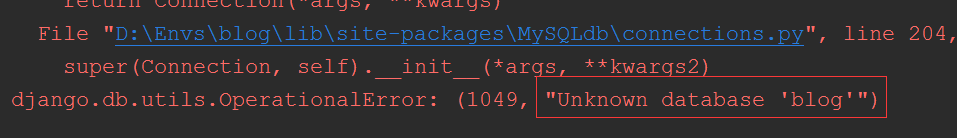 return Connection(*args, **kwargs)
File "D:\Envs\blog\lib\site-packages\MySQLdb\connections.py", line 204,
super(Connection, self).__init__(*args, **kwargs2)
django.db.utils.OperationalError: (1049, "Unknown database 'blog'")